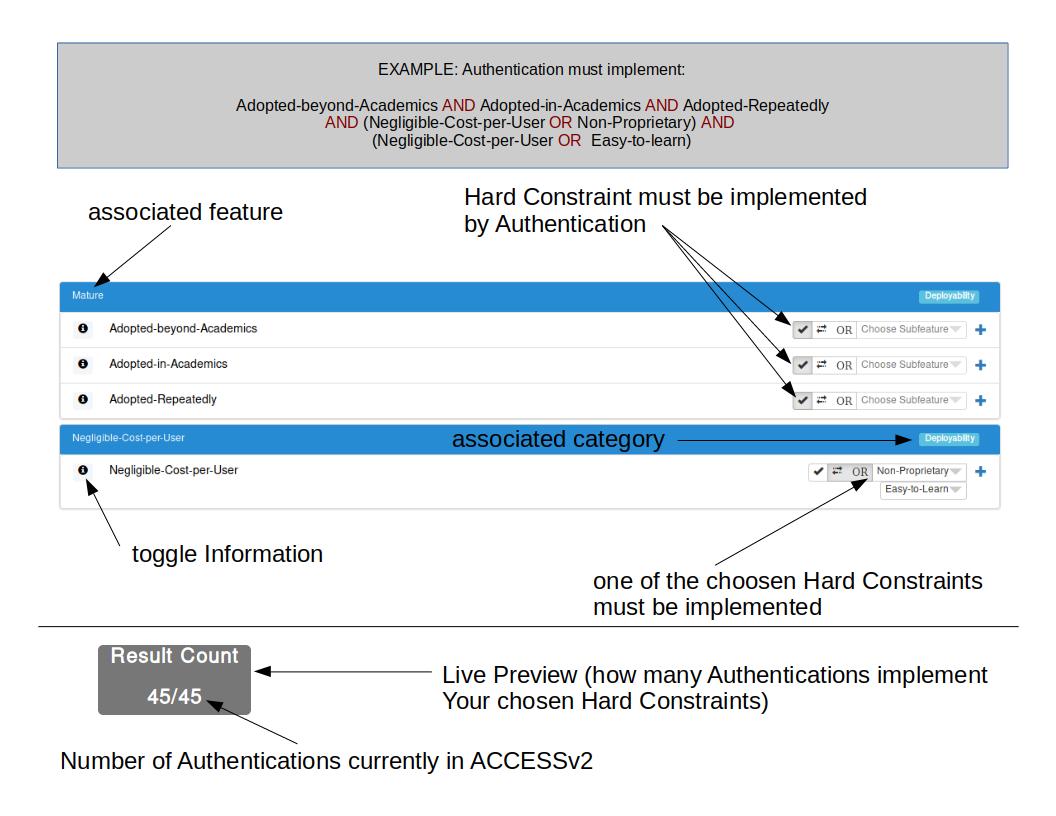 EXAMPLE: Authentication must implement:
Adopted-beyond-Academics AND Adopted-in-Academics AND Adopted-Repeatedly
AND (Negligible-Cost-per-User OR Non-Proprietary) AND
(Negligible-Cost-per-User OR Easy-to-learn)
associated feature
Hard Constraint must be implemented
by Authentication
Mature
Deployability
Adopted-beyond-Academics
OR Choose Subfeature
Adopted-in-Academics
OR Choose Subfeature
Adopted-Repeatedly
OR Choose Subfeature
Negligible-Cost-per-User
associated category
Deployability
Negligible-Cost-per-User
OR Non-Proprietary
Easy-to-Learn
toggle Information
one of the choosen Hard Constraints
must be implemented
Result Count
45/45
Live Preview (how many Authentications implement
Your chosen Hard Constraints)
Number of Authentications currently in ACCESSv2